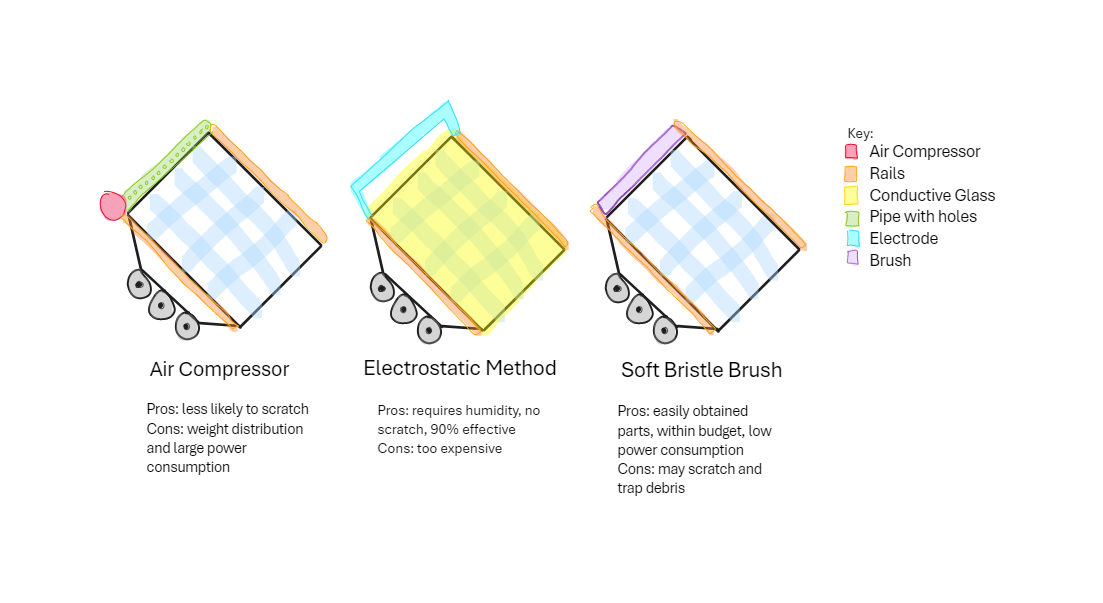 Key:
Air Compressor
Rails
Conductive Glass
Pipe with holes
Electrode
Brush
Air Compressor
Pros: less likely to scratch
Cons: weight distribution
and large power
consumption
Electrostatic Method
Pros: requires humidity, no
scratch, 90% effective
Cons: too expensive
Soft Bristle Brush
Pros: easily obtained
parts, within budget, low
power consumption
Cons: may scratch and
trap debris